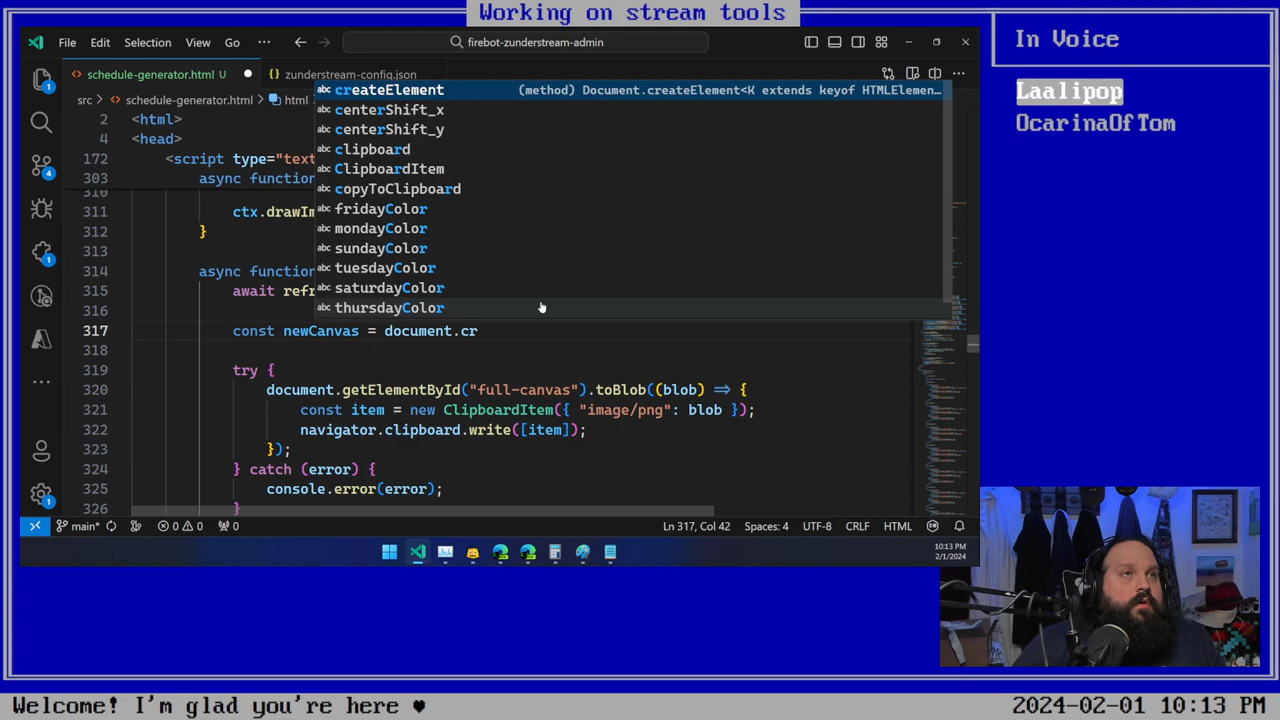 Working on stream tools
In Voice
Laalipop
OcarinaOfTom
File Edit Selection View Go
firebot-zunderstream-admin
schedule-generator.html U
zunderstream-config.json
src > schedule-generator.html > html
createElement (method) Document.createElement<K extends keyof HTMLElemen…
centerShift_x
centerShift_y
clipboard
ClipboardItem
copyToClipboard
fridayColor
mondayColor
sundayColor
tuesdayColor
saturdayColor
thursdayColor
2 <html>
4 <head>
172 <script type="text
303 async function
310
311 ctx.drawIm
312 }
313
314 async function
315 await refr
316
317 const newCanvas = document.cr
318
319 try {
320 document.getElementById("full-canvas").toBlob((blob) => {
321 const item = new ClipboardItem({ "image/png": blob });
322 navigator.clipboard.write([item]);
323 });
324 } catch (error) {
325 console.error(error);
326 }
main* 0 0 0 Ln 317, Col 42 Spaces: 4 UTF-8 CRLF HTML
10:13 PM
2/1/2024
Welcome! I'm glad you're here ♥
2024-02-01 10:13 PM